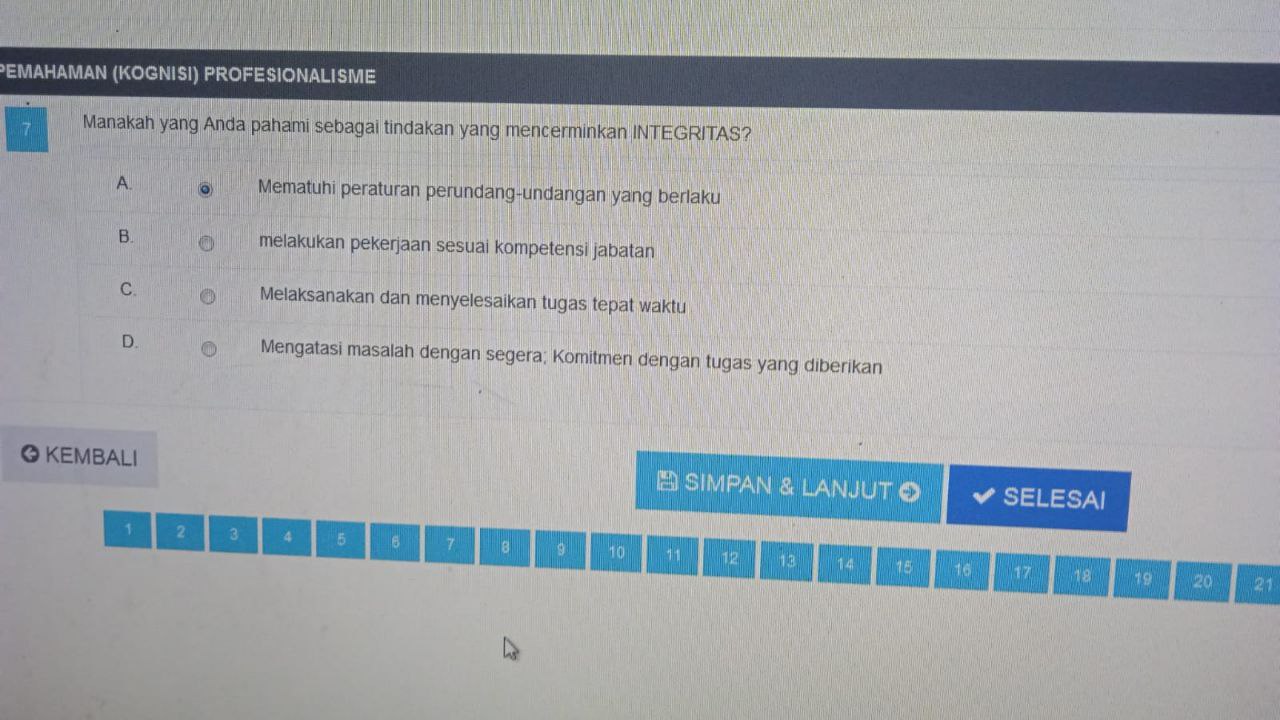 PEMAHAMAN (KOGNISI) PROFESIONALISME
7 Manakah yang Anda pahami sebagai tindakan yang mencerminkan INTEGRITAS?
A. Mematuhi peraturan perundang-undangan yang berlaku
B. melakukan pekerjaan sesuai kompetensi jabatan
C. Melaksanakan dan menyelesaikan tugas tepat waktu
D. Mengatasi masalah dengan segera; Komitmen dengan tugas yang diberikan
KEMBALI SIMPAN & LANJUT SELESAI
1 2 3 4 5 6 7 8 9 10 11 12 13 14 15 16 17 18 19 20 21